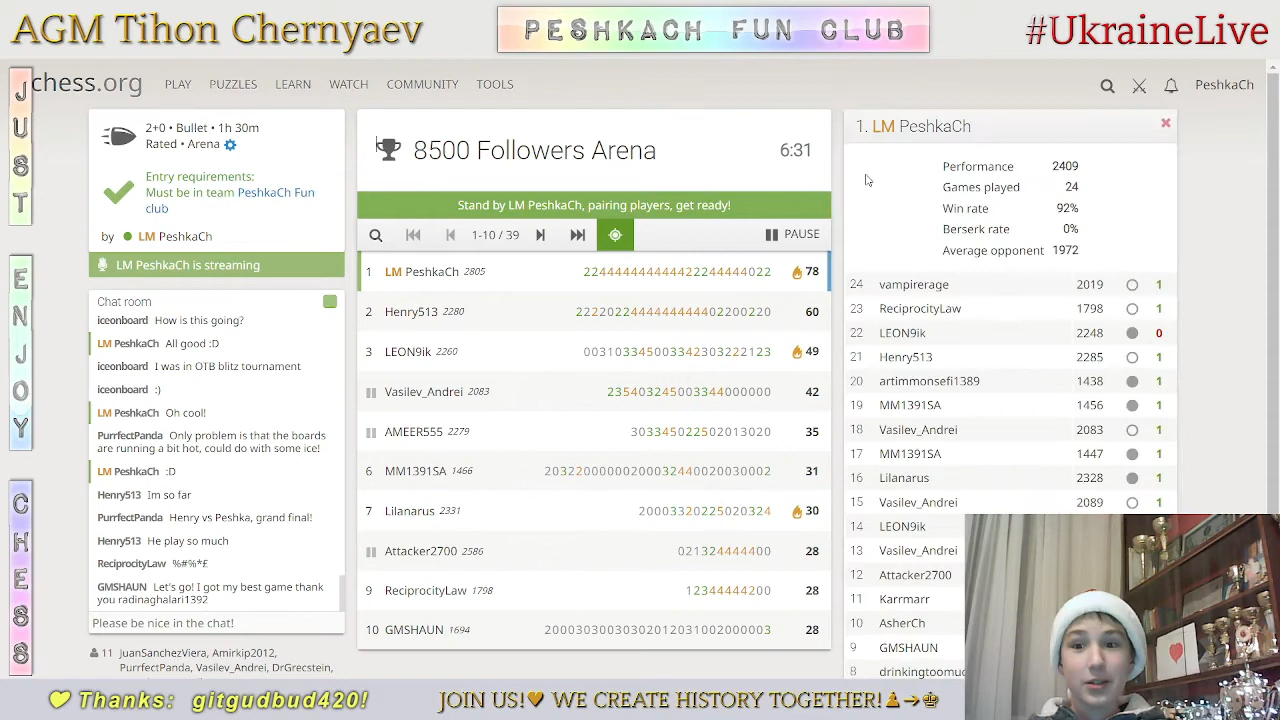 AGM Tihon Chernyaev
PESHKACH FUN CLUB
#UkraineLive
JUST
ENJOY
CHESS
chess.org
PLAY PUZZLES LEARN WATCH COMMUNITY TOOLS
PeshkaCh
2+0 • Bullet • 1h 30m
Rated • Arena
Entry requirements:
Must be in team PeshkaCh Fun
club
by LM PeshkaCh
LM PeshkaCh is streaming
Chat room
iceonboard How is this going?
LM PeshkaCh All good :D
iceonboard I was in OTB blitz tournament
iceonboard :)
LM PeshkaCh Oh cool!
PurrfectPanda Only problem is that the boards
are running a bit hot, could do with some ice!
LM PeshkaCh :D
Henry513 Im so far
PurrfectPanda Henry vs Peshka, grand final!
Henry513 He play so much
ReciprocityLaw %#%*£
GMSHAUN Let's go! I got my best game thank
you radinaghalari1392
Please be nice in the chat!
11 JuanSanchezViera, Amirkip2012,
PurrfectPanda, Vasilev_Andrei, DrGrecstein,
8500 Followers Arena 6:31
Stand by LM PeshkaCh, pairing players, get ready!
1-10 / 39 PAUSE
1 LM PeshkaCh 2805 224444444444422244444022 78
2 Henry513 2280 2222022444444444402200220 60
3 LEON9ik 2260 003103345003342303222123 49
Vasilev_Andrei 2083 235403245003344000000 42
AMEER555 2279 303345022502013020 35
6 MM1391SA 1466 20322000000200032440020030002 31
7 Lilanarus 2331 20003320225020324 30
Attacker2700 2586 021324444400 28
9 ReciprocityLaw 1798 12344444200 28
10 GMSHAUN 1694 20003030030302012031002000003 28
1. LM PeshkaCh
Performance 2409
Games played 24
Win rate 92%
Berserk rate 0%
Average opponent 1972
24 vampirerage 2019 1
23 ReciprocityLaw 1798 1
22 LEON9ik 2248 0
21 Henry513 2285 1
20 artimmonsefi1389 1438 1
19 MM1391SA 1456 1
18 Vasilev_Andrei 2083 1
17 MM1391SA 1447 1
16 Lilanarus 2328 1
15 Vasilev_Andrei 2089 1
14 LEON9ik
13 Vasilev_Andrei
12 Attacker2700
11 Karrmarr
10 AsherCh
9 GMSHAUN
8 drinkingtoomuc
Thanks: gitgudbud420!
JOIN US! WE CREATE HISTORY TOGETHER!